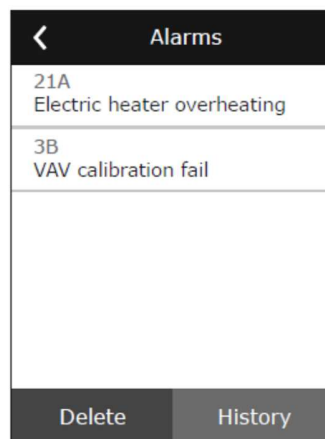 Alarms
21A
Electric heater overheating
3B
VAV calibration fail
Delete History